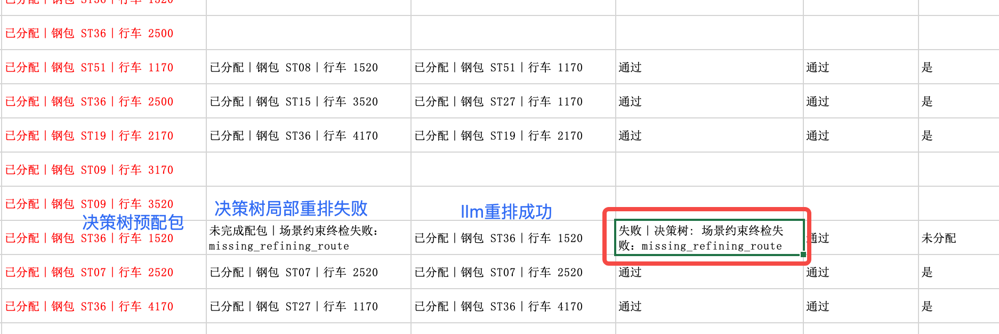 已分配｜钢包 ST36｜行车 1520
已分配｜钢包 ST36｜行车 2500
已分配｜钢包 ST51｜行车 1170
已分配｜钢包 ST08｜行车 1520
已分配｜钢包 ST51｜行车 1170
通过
通过
是
已分配｜钢包 ST36｜行车 2500
已分配｜钢包 ST15｜行车 3520
已分配｜钢包 ST27｜行车 1170
通过
通过
是
已分配｜钢包 ST19｜行车 2170
已分配｜钢包 ST36｜行车 4170
已分配｜钢包 ST19｜行车 2170
通过
通过
是
已分配｜钢包 ST09｜行车 3170
已分配｜钢包 ST09｜行车 3520
决策树预配包
决策树局部重排失败
llm重排成功
已分配｜钢包 ST36｜行车 1520
未完成配包｜场景约束终检失败：
missing_refining_route
已分配｜钢包 ST36｜行车 1520
失败｜决策树：场景约束终检失
败：missing_refining_route
通过
未分配
已分配｜钢包 ST07｜行车 2520
已分配｜钢包 ST07｜行车 2520
已分配｜钢包 ST07｜行车 2520
通过
通过
是
已分配｜钢包 ST36｜行车 4170
已分配｜钢包 ST27｜行车 1170
已分配｜钢包 ST36｜行车 4170
通过
通过
是